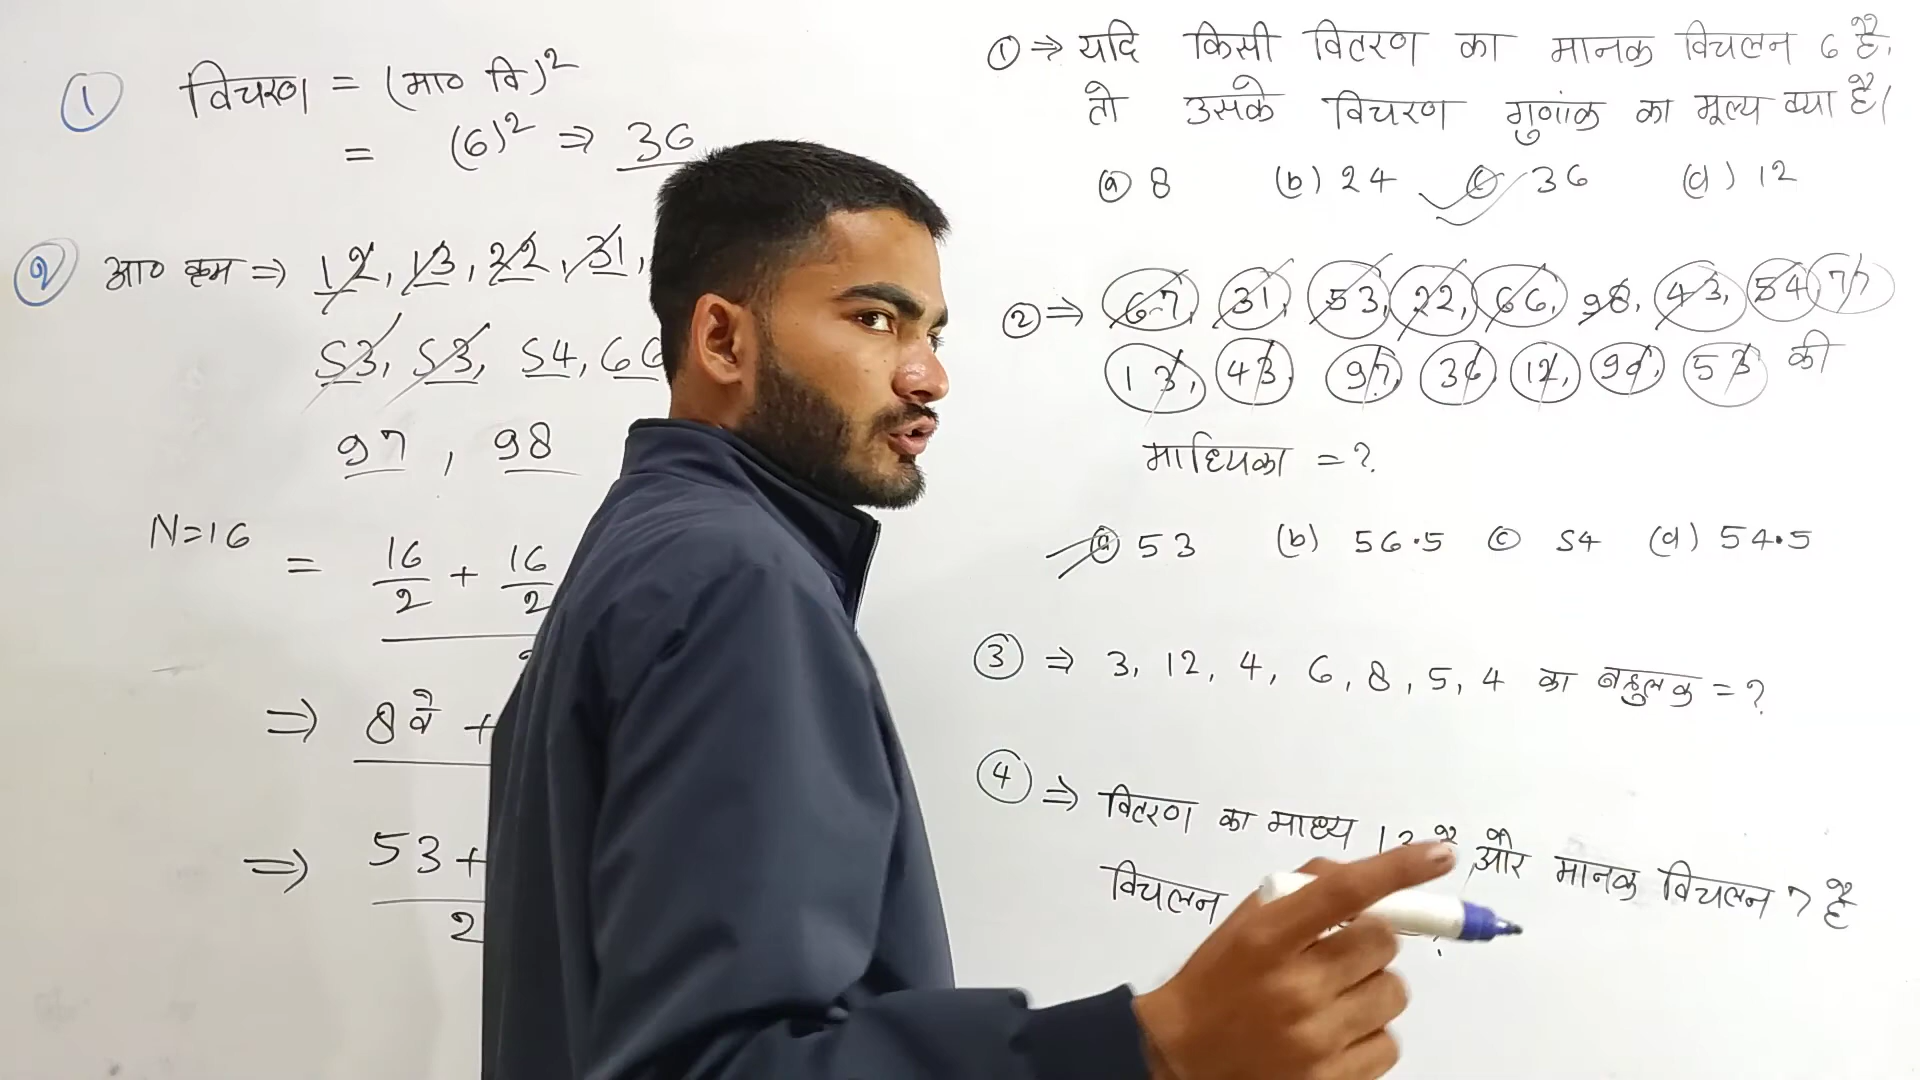 ① विचरण = (मा० वि)²
= (6)² ⇒ 36
② आ० क्रम ⇒ 12, 13, 22, 31,
53, 53, 54, 66
97, 98
N=16
= 16/2 + 16/2
⇒ 8वें +
⇒ 53+
2
① ⇒ यदि किसी वितरण का मानक विचलन 6 है,
तो उसके विचरण गुणांक का मूल्य क्या है।
(a) 8 (b) 24 (c) 36 (d) 12
② ⇒ 67, 31, 53, 22, 66, 98, 43, 54, 77
13, 43, 97, 36, 12, 53 की
माध्यिका = ?
(a) 53 (b) 56.5 (c) 54 (d) 54.5
③ ⇒ 3, 12, 4, 6, 8, 5, 4 का बहुलक = ?
④ ⇒ वितरण का माध्य है और मानक विचलन 7 है
विचलन ?